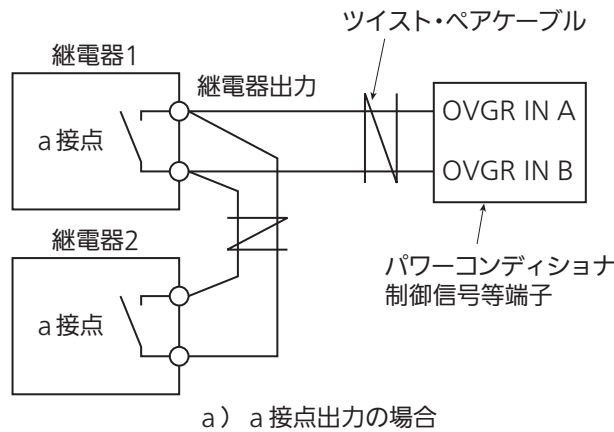 ツイスト・ペアケーブル
継電器1
継電器出力
a接点
OVGR IN A
OVGR IN B
継電器2
a接点
パワーコンディショナ
制御信号等端子
a） a接点出力の場合